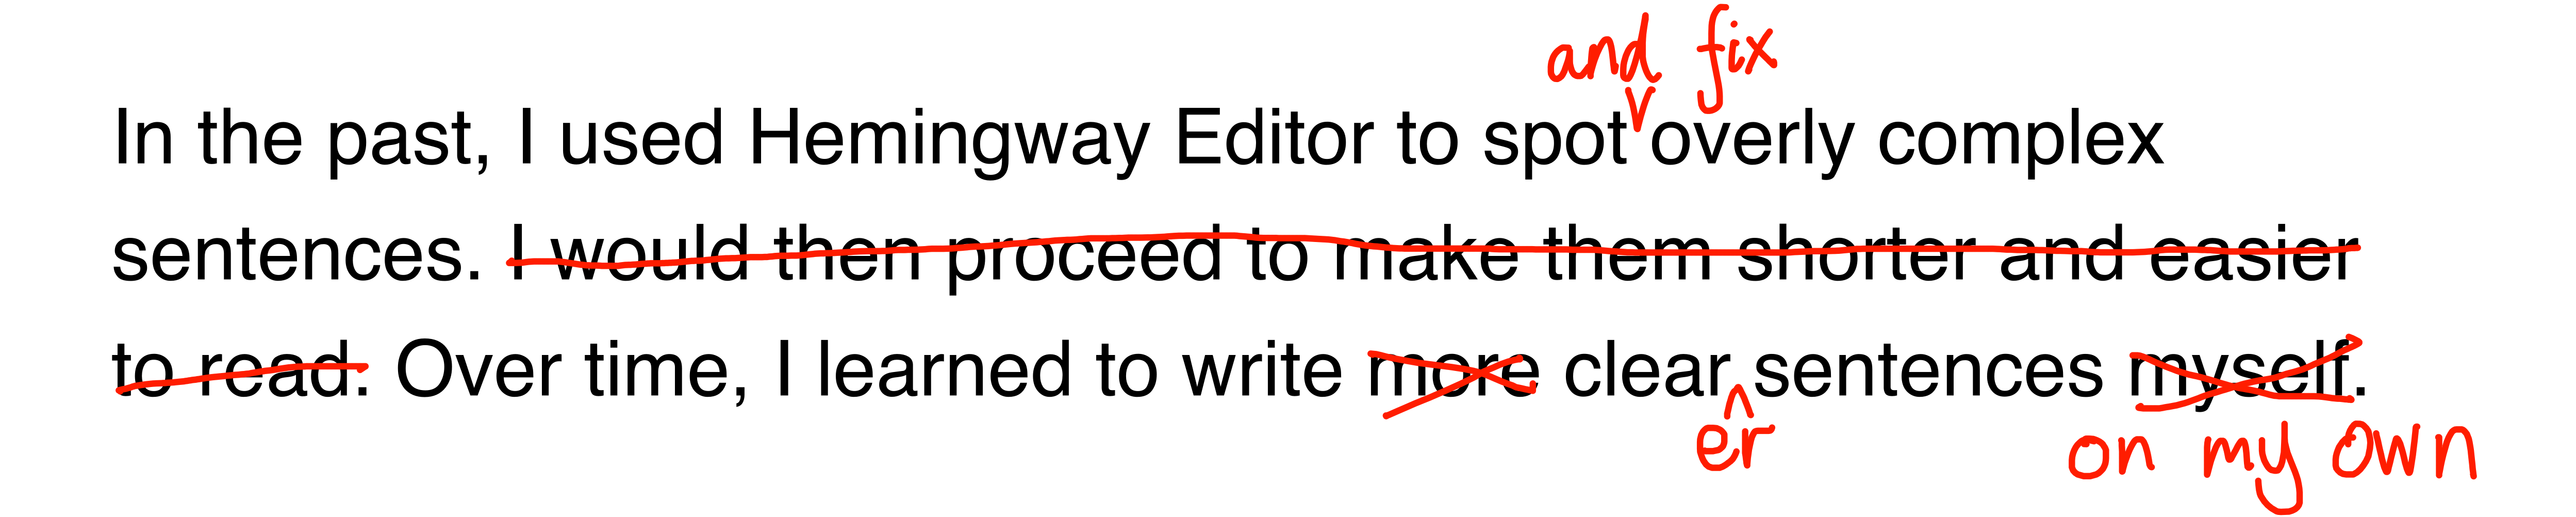 and fix
In the past, I used Hemingway Editor to spot overly complex
sentences. I would then proceed to make them shorter and easier
to read. Over time, I learned to write more clear sentences myself.
er on my own